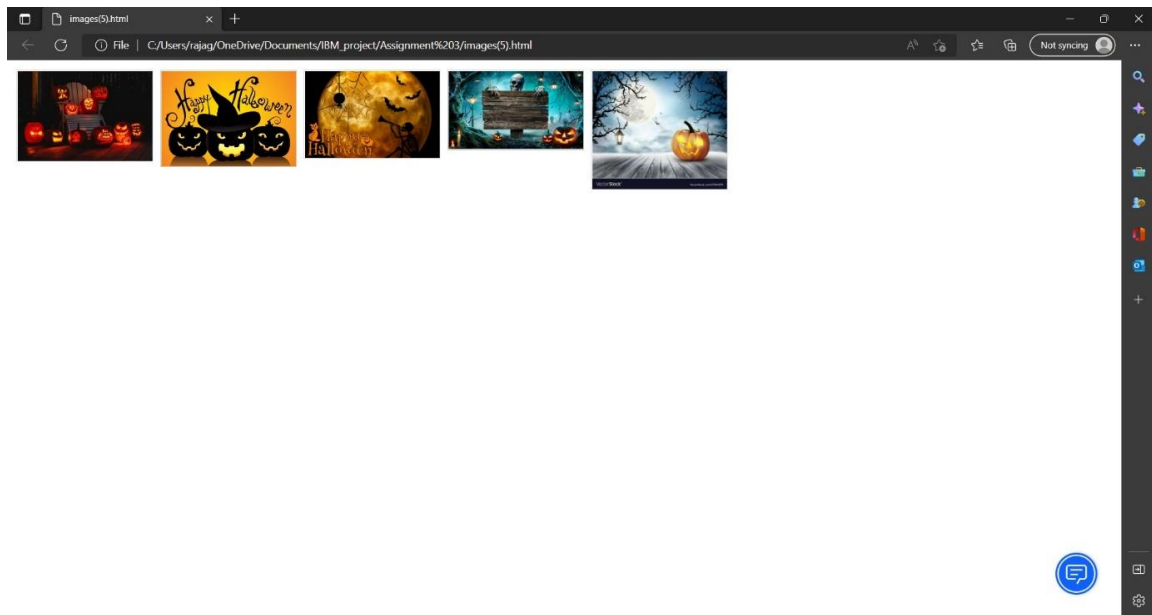 images(5).html
File
C:/Users/rajag/OneDrive/Documents/IBM_project/Assignment%203/images(5).html
Not syncing
Happy Halloween
Happy
Halloween
VectorStock